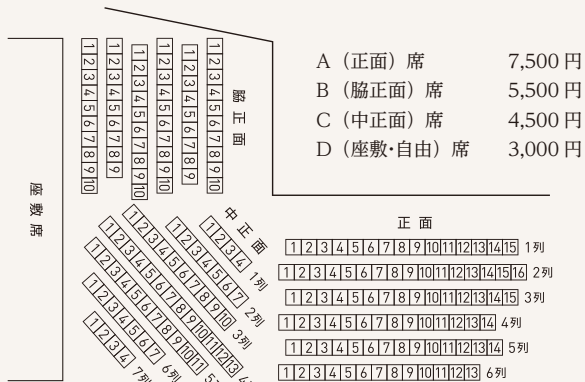 A（正面）席 7,500円
B（脇正面）席 5,500円
C（中正面）席 4,500円
D（座敷・自由）席 3,000円
座敷席
脇正面
1 2 3 4 5 6 7 8 9 10
1 2 3 4 5 6 7 8 9
1 2 3 4 5 6 7 8 9 10
1 2 3 4 5 6 7 8 9 10
1 2 3 4 5 6 7 8 9
1 2 3 4 5 6 7 8 9 10
中正面
1 2 3 4 1列
1 2 3 4 5 6 7 2列
1 2 3 4 5 6 7 8 9 10 3列
1 2 3 4 5 6 7 8 9 10 11 12 13
1 2 3 4 5 6 7 8 9 10 11
1 2 3 4 5 6 7 6列
1 2 3 4 7列
正面
1 2 3 4 5 6 7 8 9 10 11 12 13 14 15 1列
1 2 3 4 5 6 7 8 9 10 11 12 13 14 15 16 2列
1 2 3 4 5 6 7 8 9 10 11 12 13 14 15 3列
1 2 3 4 5 6 7 8 9 10 11 12 13 14 4列
1 2 3 4 5 6 7 8 9 10 11 12 13 14 5列
1 2 3 4 5 6 7 8 9 10 11 12 13 6列